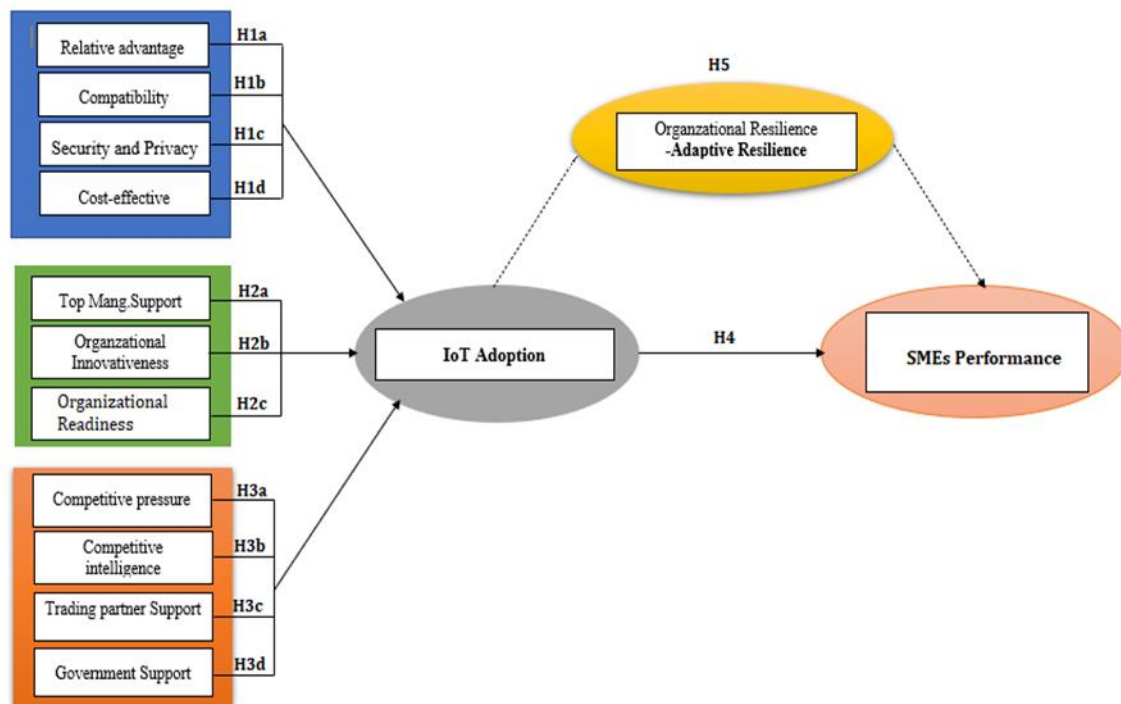 Relative advantage
H1a
Compatibility
H1b
Security and Privacy
H1c
Cost-effective
H1d
Top Mang.Support
H2a
Organzational
Innovativeness
H2b
Organizational
Readiness
H2c
Competitive pressure
H3a
Competitive
intelligence
H3b
Trading partner Support
H3c
Government Support
H3d
IoT Adoption
H5
Organzational Resilience
-Adaptive Resilience
H4
SMEs Performance